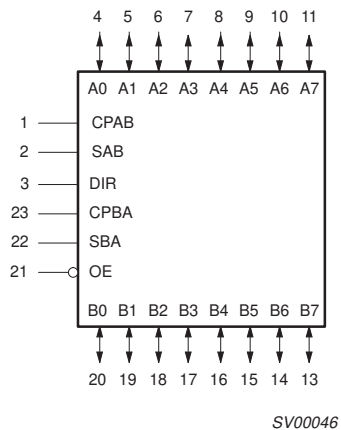 4 5 6 7 8 9 10 11
A0 A1 A2 A3 A4 A5 A6 A7
1 CPAB
2 SAB
3 DIR
23 CPBA
22 SBA
21 OE
B0 B1 B2 B3 B4 B5 B6 B7
20 19 18 17 16 15 14 13
SV00046